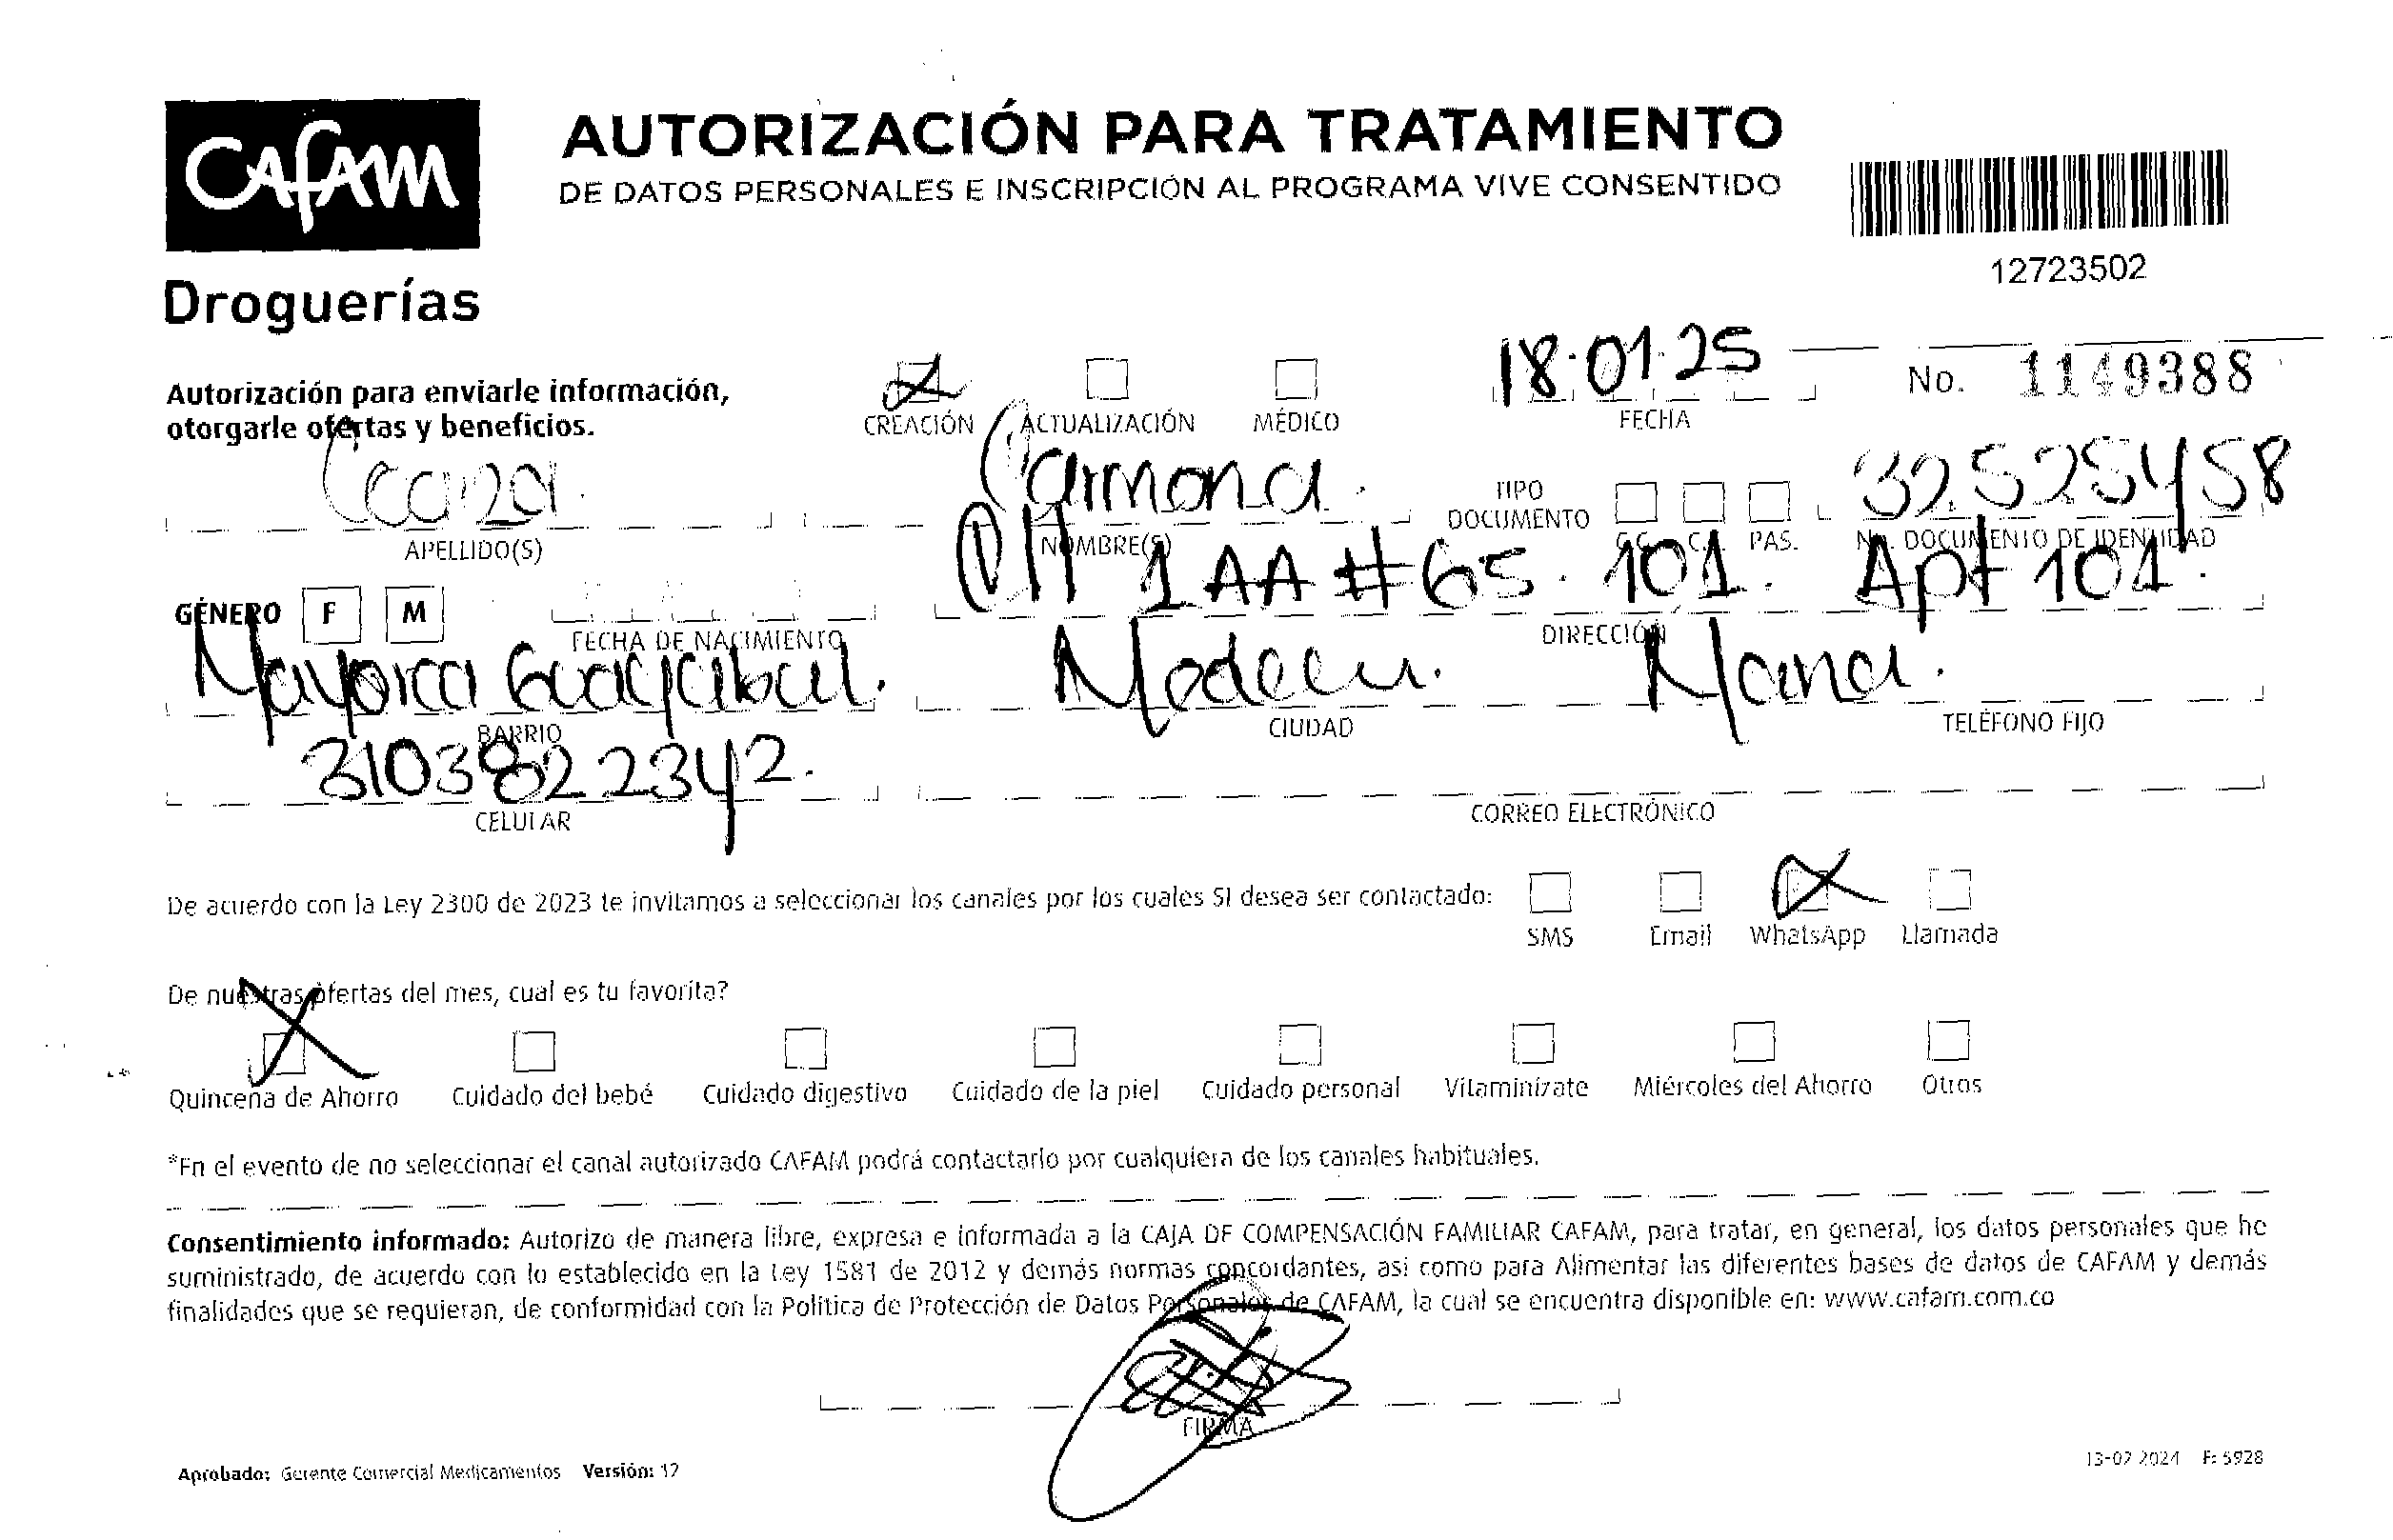 CAFAM
Droguerías
AUTORIZACIÓN PARA TRATAMIENTO
DE DATOS PERSONALES E INSCRIPCIÓN AL PROGRAMA VIVE CONSENTIDO
12723502
Autorización para enviarle información,
otorgarle ofertas y beneficios.
CREACIÓN ACTUALIZACIÓN MÉDICO
18.01.25
FECHA
No. 1149388
Carmona.
32525458
APELLIDO(S) NOMBRE(S) TIPO DOCUMENTO C.C. C.E. PAS. No. DOCUMENTO DE IDENTIDAD
1AA #65.101. Apt 101.
GÉNERO F M FECHA DE NACIMIENTO DIRECCIÓN
Mayorca Guayabal.
BARRIO CIUDAD TELÉFONO FIJO
3103822342.
CELULAR CORREO ELECTRÓNICO
De acuerdo con la Ley 2300 de 2023 te invitamos a seleccionar los canales por los cuales SI desea ser contactado:
SMS Email WhatsApp Llamada
De nuestras ofertas del mes, cual es tu favorita?
Quincena de Ahorro Cuidado del bebé Cuidado digestivo Cuidado de la piel Cuidado personal Vitaminízate Miércoles del Ahorro Otros
*En el evento de no seleccionar el canal autorizado CAFAM podrá contactarlo por cualquiera de los canales habituales.
Consentimiento informado: Autorizo de manera libre, expresa e informada a la CAJA DE COMPENSACIÓN FAMILIAR CAFAM, para tratar, en general, los datos personales que he
suministrado, de acuerdo con lo establecido en la Ley 1581 de 2012 y demás normas concordantes, asi como para Alimentar las diferentes bases de datos de CAFAM y demás
finalidades que se requieran, de conformidad con la Política de Protección de Datos Personales de CAFAM, la cual se encuentra disponible en: www.cafam.com.co
FIRMA
Aprobado: Gerente Comercial Medicamentos Versión: 12
13-02-2024 F: 5928